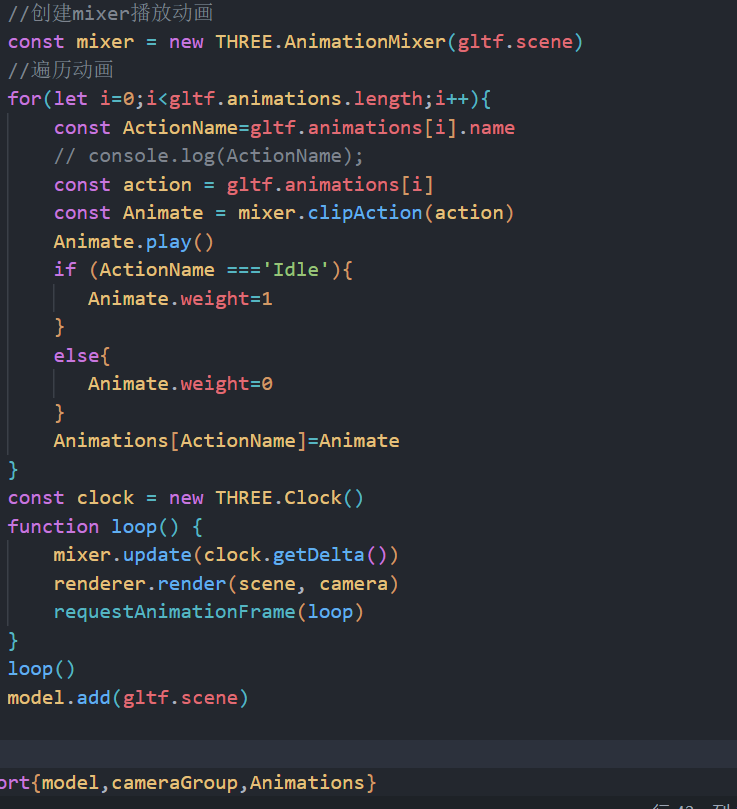 //创建mixer播放动画
const mixer = new THREE.AnimationMixer(gltf.scene)
//遍历动画
for(let i=0;i<gltf.animations.length;i++){
const ActionName=gltf.animations[i].name
// console.log(ActionName);
const action = gltf.animations[i]
const Animate = mixer.clipAction(action)
Animate.play()
if (ActionName ==='Idle'){
Animate.weight=1
}
else{
Animate.weight=0
}
Animations[ActionName]=Animate
}
const clock = new THREE.Clock()
function loop() {
mixer.update(clock.getDelta())
renderer.render(scene, camera)
requestAnimationFrame(loop)
}
loop()
model.add(gltf.scene)
ort{model,cameraGroup,Animations}